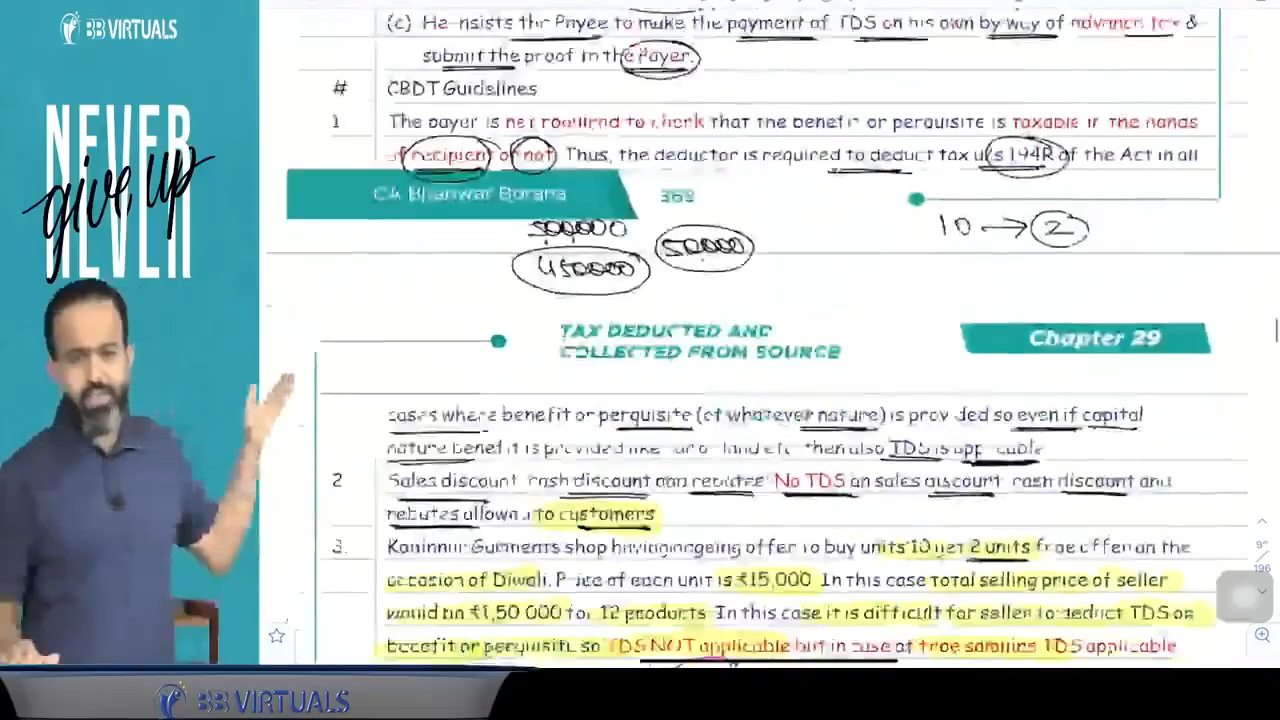 BB VIRTUALS
NEVER
give up
NEVER
(c) He insists the Payee to make the payment of TDS on his own by way of advance tax &
submit the proof in the Payer.
# CBDT Guidelines
1 The payer is not required to check that the benefit or perquisite is taxable in the hands
of recipient or not. Thus, the deductor is required to deduct tax u/s 194R of the Act in all
CA Bhanwar Borana
369
500,000
450000
50,000
10 → 2
TAX DEDUCTED AND
COLLECTED FROM SOURCE
Chapter 29
cases where benefit or perquisite (of whatever nature) is provided so even if capital
nature benefit is provided like car or land etc then also TDS is applicable
2 Sales discount cash discount and rebates No TDS on sales discount cash discount and
rebates allowed to customers
3. Garments shop having ongoing offer to buy units 10 get 2 units free offer on the
occasion of Diwali. Price of each unit is ₹15,000 In this case Total selling price of seller
would be ₹1,50,000 for 12 products In this case it is difficult for seller to deduct TDS on
benefit or perquisite so TDS NOT applicable but in case of free samples TDS applicable
9
196
BB VIRTUALS